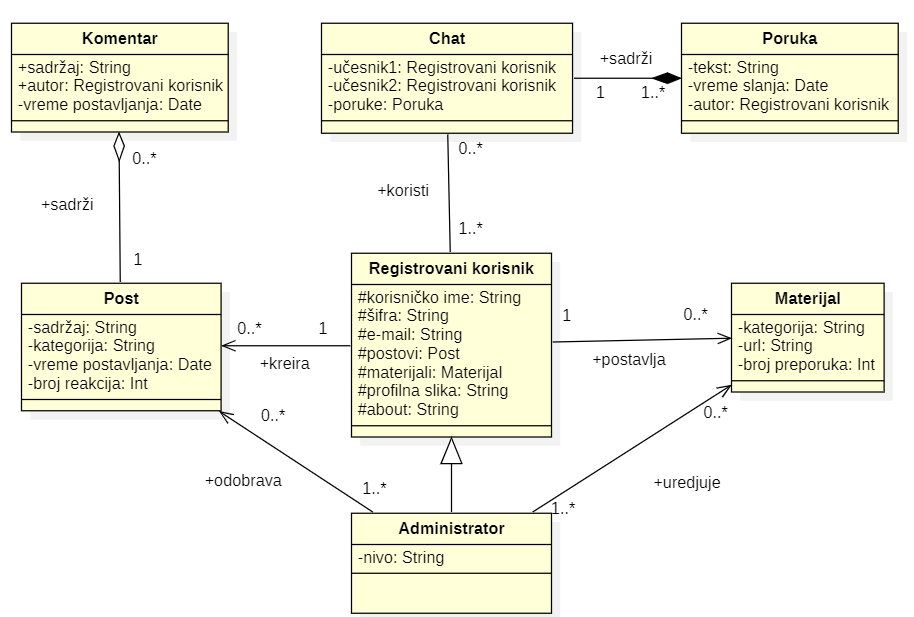 Komentar
+sadržaj: String
+autor: Registrovani korisnik
-vreme postavljanja: Date
Chat
-učesnik1: Registrovani korisnik
-učesnik2: Registrovani korisnik
-poruke: Poruka
+sadrži
1
1..*
Poruka
-tekst: String
-vreme slanja: Date
-autor: Registrovani korisnik
0..*
+sadrži
1
0..*
+koristi
1..*
Post
-sadržaj: String
-kategorija: String
-vreme postavljanja: Date
-broj reakcija: Int
0..*
1
+kreira
Registrovani korisnik
#korisničko ime: String
#šifra: String
#e-mail: String
#postovi: Post
#materijali: Materijal
#profilna slika: String
#about: String
1
0..*
+postavlja
Materijal
-kategorija: String
-url: String
-broj preporuka: Int
0..*
+odobrava
1..*
0..*
+uredjuje
1..*
Administrator
-nivo: String